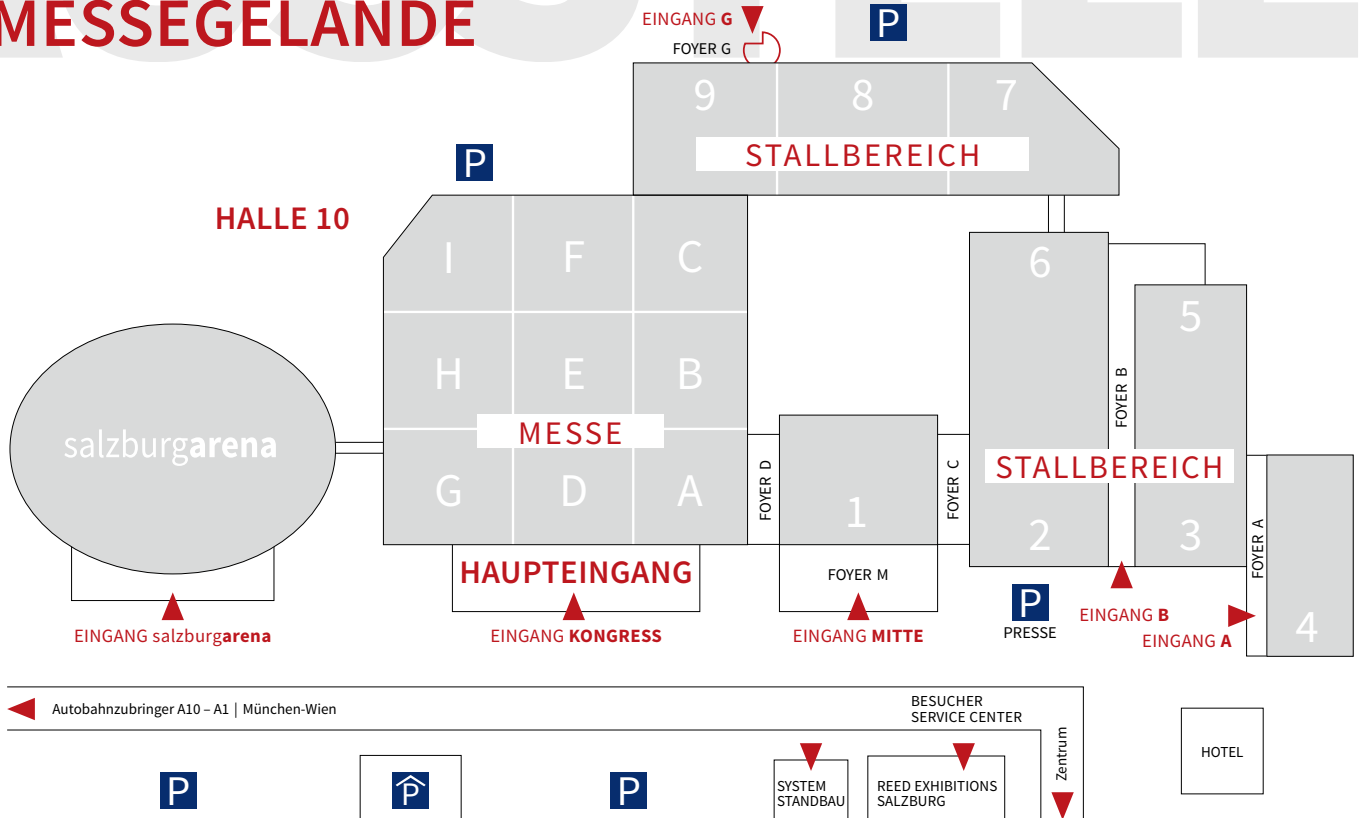 MESSEGELÄNDE
EINGANG G
FOYER G
P
9
8
7
STALLBEREICH
P
HALLE 10
I
F
C
6
5
H
E
B
FOYER B
salzburgarena
MESSE
STALLBEREICH
G
D
A
FOYER D
1
FOYER C
2
3
FOYER A
HAUPTEINGANG
FOYER M
P
PRESSE
EINGANG B
EINGANG A
4
EINGANG salzburgarena
EINGANG KONGRESS
EINGANG MITTE
Autobahnzubringer A10 – A1 | München-Wien
BESUCHER
SERVICE CENTER
Zentrum
HOTEL
P
P
P
SYSTEM
STANDBAU
REED EXHIBITIONS
SALZBURG